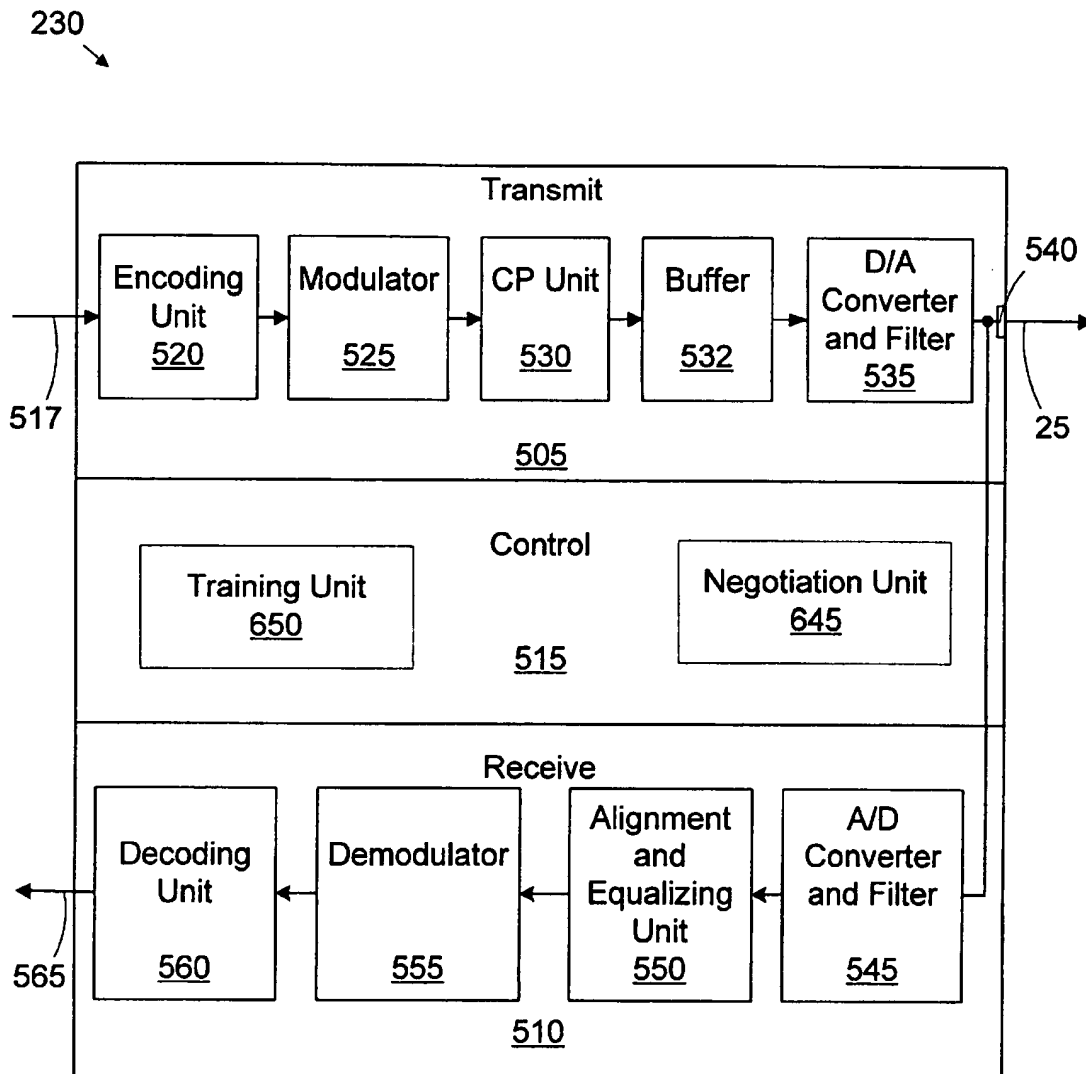 230
Transmit
Encoding
Unit
520
Modulator
525
CP Unit
530
Buffer
532
D/A
Converter
and Filter
535
540
517
25
505
Control
Training Unit
650
Negotiation Unit
645
515
Receive
Decoding
Unit
560
Demodulator
555
Alignment
and
Equalizing
Unit
550
A/D
Converter
and Filter
545
565
510